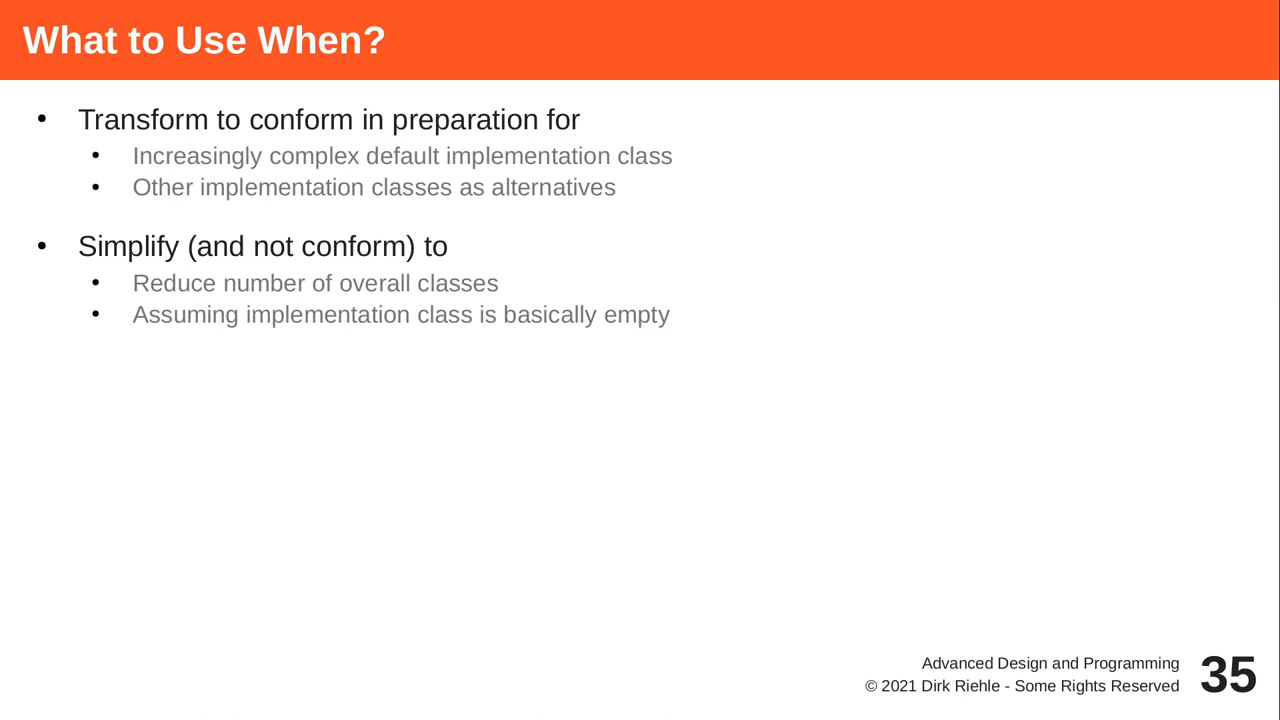 What to Use When?
• Transform to conform in preparation for
• Increasingly complex default implementation class
• Other implementation classes as alternatives
• Simplify (and not conform) to
• Reduce number of overall classes
• Assuming implementation class is basically empty
Advanced Design and Programming
© 2021 Dirk Riehle - Some Rights Reserved
35